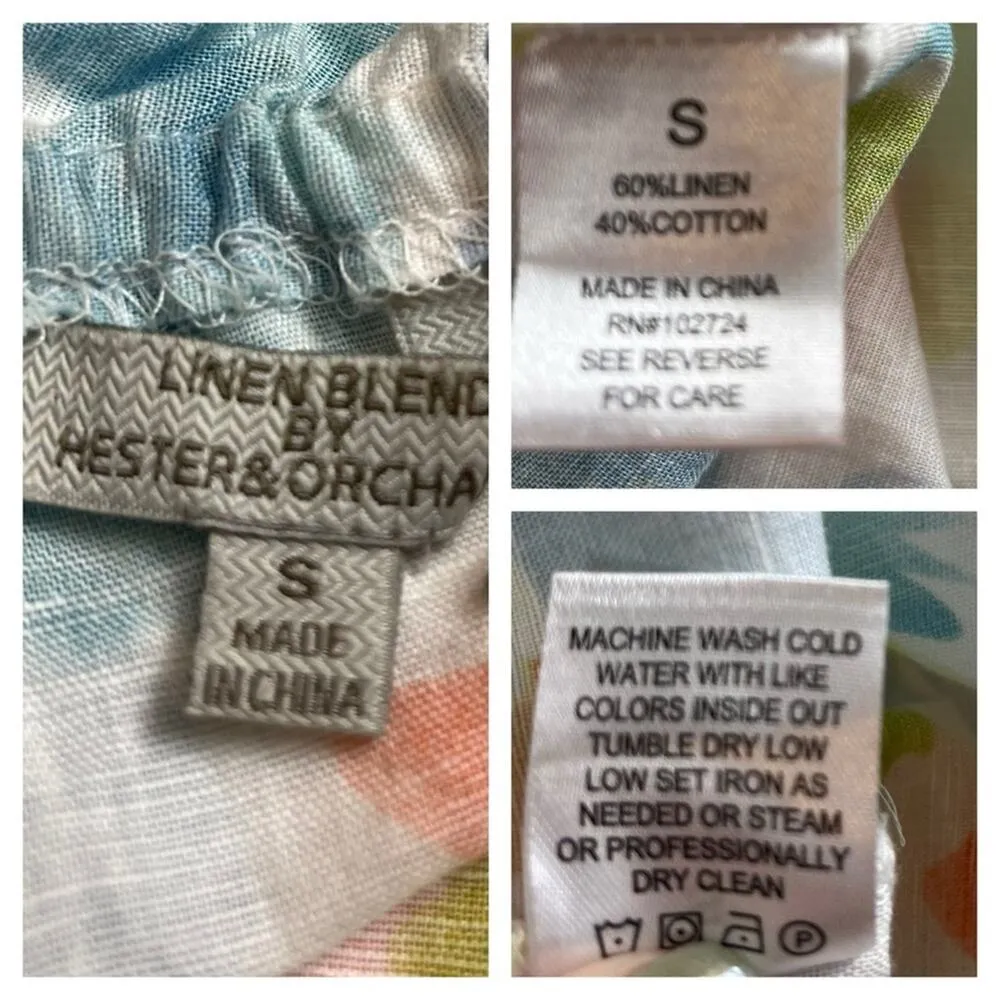 LINEN BLEND
BY
HESTER&ORCHA
S
MADE
IN CHINA
S
60%LINEN
40%COTTON
MADE IN CHINA
RN#102724
SEE REVERSE
FOR CARE
MACHINE WASH COLD
WATER WITH LIKE
COLORS INSIDE OUT
TUMBLE DRY LOW
LOW SET IRON AS
NEEDED OR STEAM
OR PROFESSIONALLY
DRY CLEAN
P